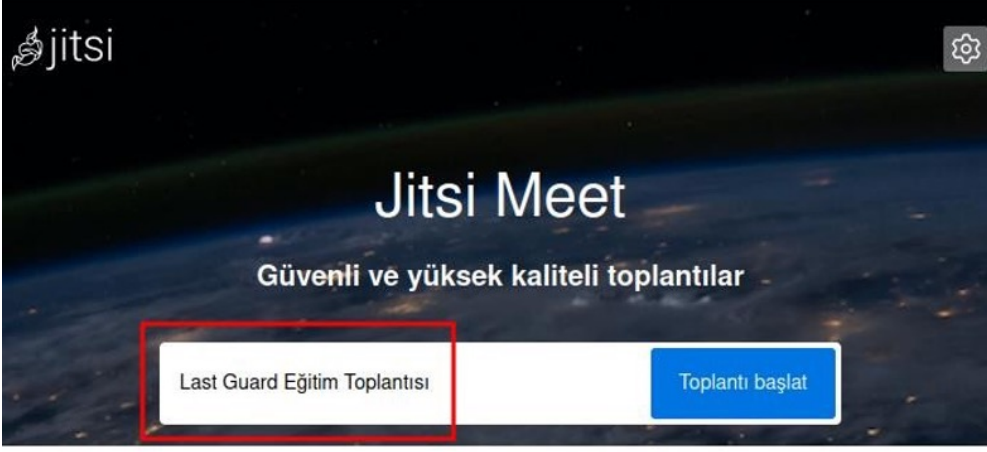 jitsi
Jitsi Meet
Güvenli ve yüksek kaliteli toplantılar
Last Guard Eğitim Toplantısı
Toplantı başlat